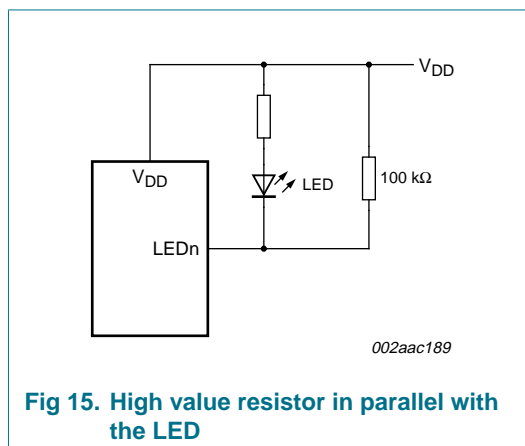 VDD
VDD
LED
100 kΩ
LEDn
002aac189
Fig 15. High value resistor in parallel with
the LED